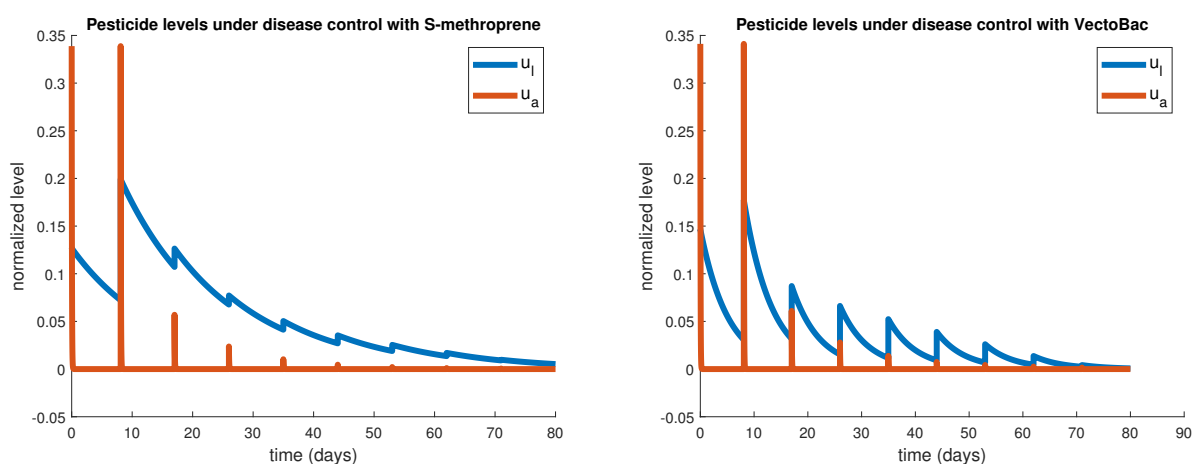 Pesticide levels under disease control with S-methroprene
0.35
0.3
0.25
0.2
0.15
0.1
0.05
0
-0.05
normalized level
0 10 20 30 40 50 60 70 80
time (days)
u_l
u_a
Pesticide levels under disease control with VectoBac
0.35
0.3
0.25
0.2
0.15
0.1
0.05
0
-0.05
normalized level
0 10 20 30 40 50 60 70 80 90
time (days)
u_l
u_a